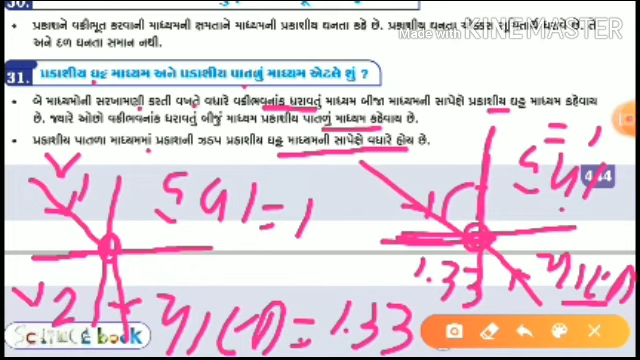 Made with KINEMASTER
પ્રકાશને વક્રીભૂત કરવાની માધ્યમની ક્ષમતાને માધ્યમની પ્રકાશીય ઘનતા કહે છે. પ્રકાશીય ઘનતા
અને દળ ઘનતા સમાન નથી.
31. પ્રકાશીય ઘટ્ટ માધ્યમ અને પ્રકાશીય પાતળું માધ્યમ એટલે શું ?
બે માધ્યમોની સરખામણી કરતી વખતે વધારે વક્રીભવનાંક ધરાવતું માધ્યમ બીજા માધ્યમની સાપેક્ષે પ્રકાશીય ઘટ્ટ માધ્યમ કહેવાય
છે. જ્યારે ઓછો વક્રીભવનાંક ધરાવતું બીજું માધ્યમ પ્રકાશીય પાતળું માધ્યમ કહેવાય છે.
પ્રકાશીય પાતળા માધ્યમમાં પ્રકાશની ઝડપ પ્રકાશીય ઘટ્ટ માધ્યમની સાપેક્ષે વધારે હોય છે.
હવા = 1
પાણી = 1.33
1.33
પાણી
Science book